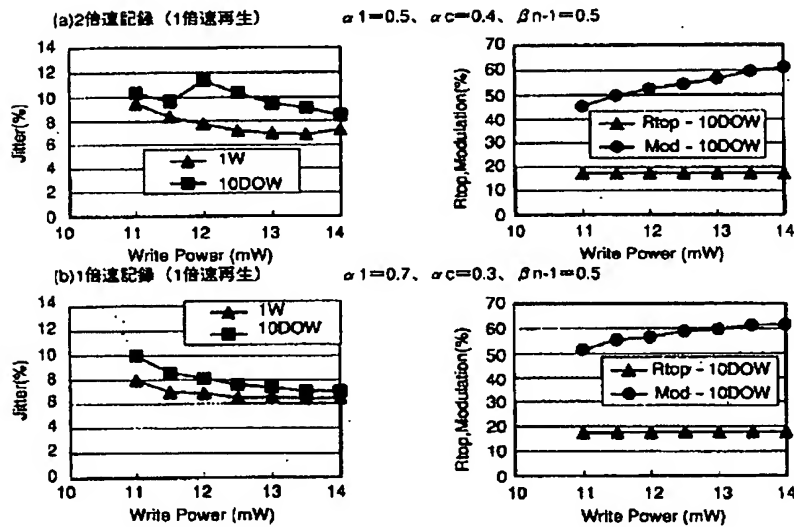 (a)2倍速記録（1倍速再生）　α1=0.5、αc=0.4、βn-1=0.5
14
12
10
8
6
4
2
0
Jitter(%)
1W
10DOW
10 11 12 13 14
Write Power (mW)
70
60
50
40
30
20
10
0
Rtop,Modulation(%)
Rtop - 10DOW
Mod - 10DOW
10 11 12 13 14
Write Power (mW)
(b)1倍速記録（1倍速再生）　α1=0.7、αc=0.3、βn-1=0.5
14
12
10
8
6
4
2
0
Jitter(%)
1W
10DOW
10 11 12 13 14
Write Power (mW)
70
60
50
40
30
20
10
0
Rtop,Modulation(%)
Rtop - 10DOW
Mod - 10DOW
10 11 12 13 14
Write Power (mW)